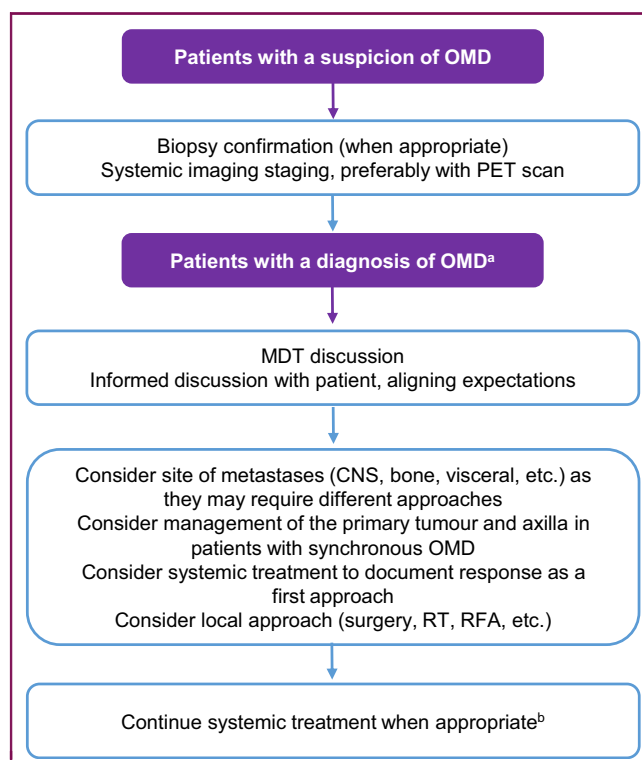 Patients with a suspicion of OMD
Biopsy confirmation (when appropriate)
Systemic imaging staging, preferably with PET scan
Patients with a diagnosis of OMDᵃ
MDT discussion
Informed discussion with patient, aligning expectations
Consider site of metastases (CNS, bone, visceral, etc.) as
they may require different approaches
Consider management of the primary tumour and axilla in
patients with synchronous OMD
Consider systemic treatment to document response as a
first approach
Consider local approach (surgery, RT, RFA, etc.)
Continue systemic treatment when appropriateᵇ